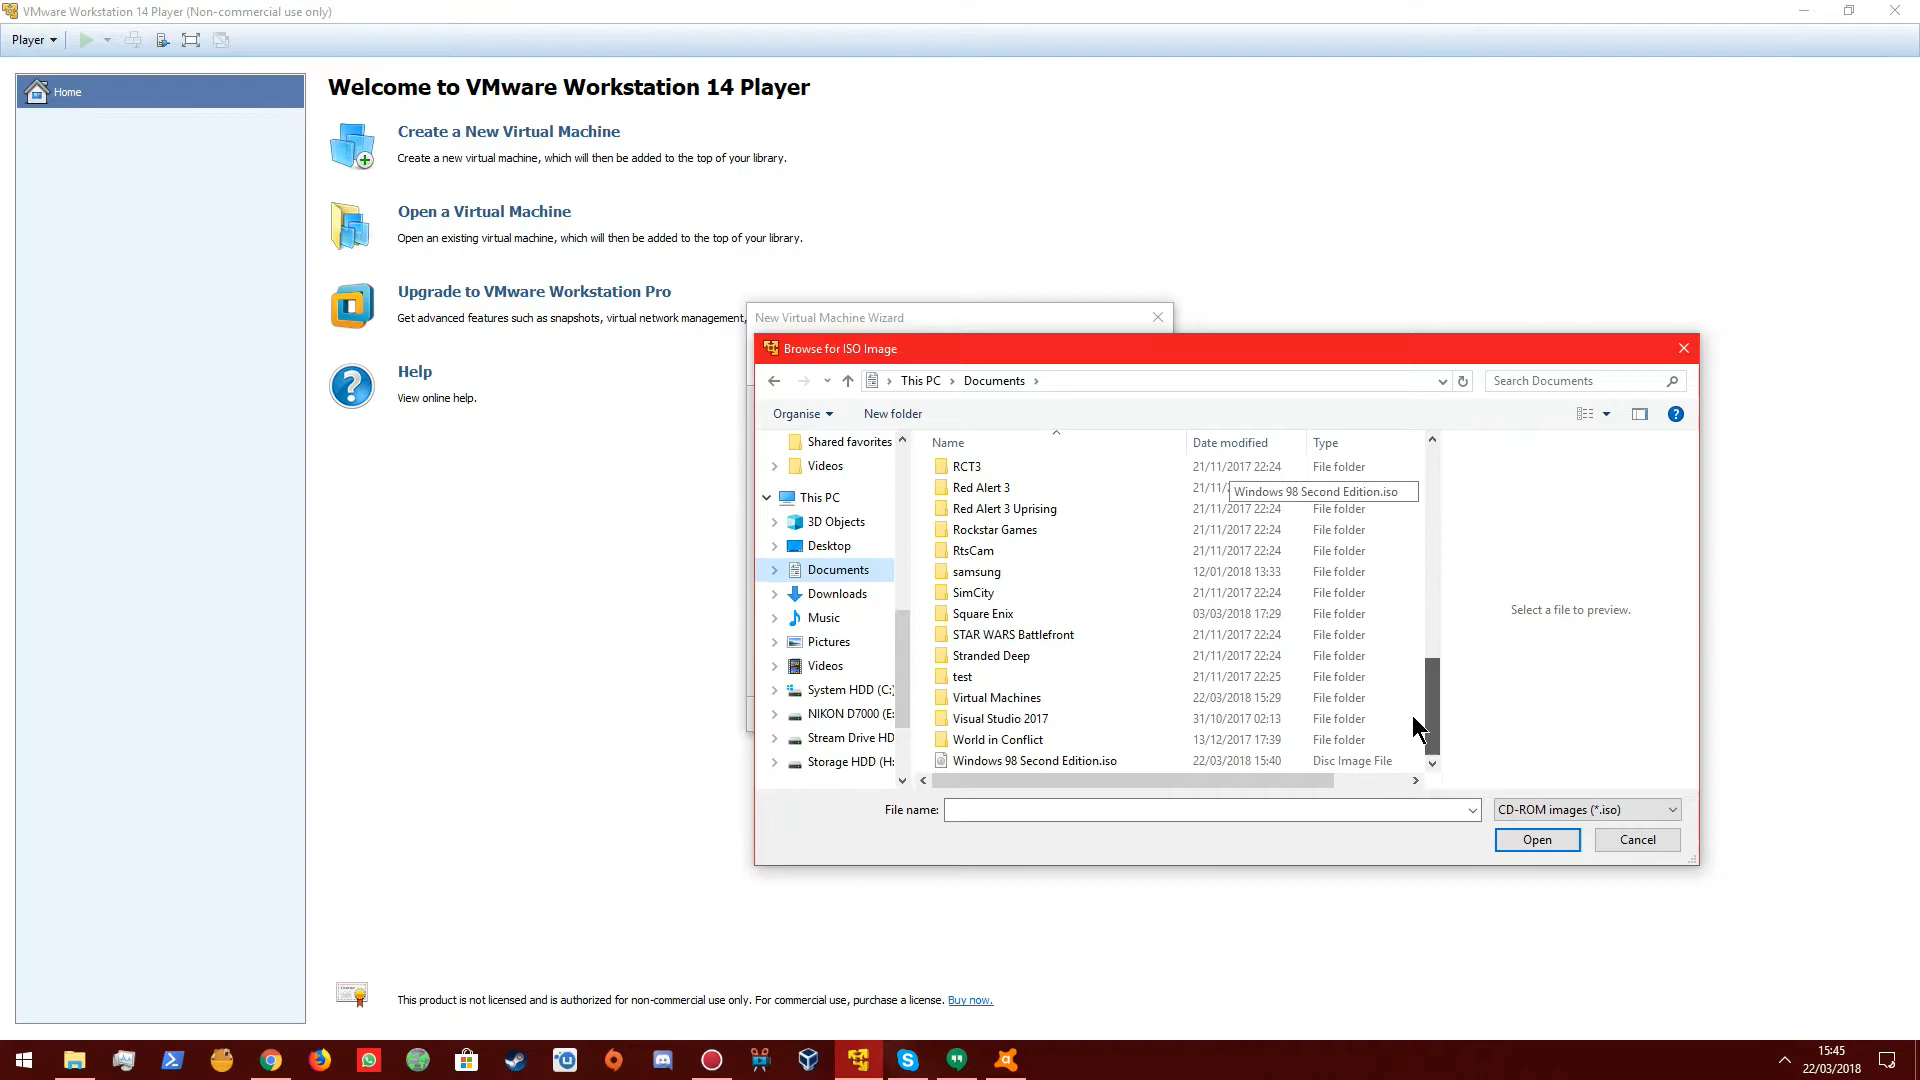 VMware Workstation 14 Player (Non-commercial use only)
Player
Home
Welcome to VMware Workstation 14 Player
Create a New Virtual Machine
Create a new virtual machine, which will then be added to the top of your library.
Open a Virtual Machine
Open an existing virtual machine, which will then be added to the top of your library.
Upgrade to VMware Workstation Pro
Get advanced features such as snapshots, virtual network management,
Help
View online help.
New Virtual Machine Wizard
Browse for ISO Image
This PC > Documents >
Search Documents
Organise
New folder
Shared favorites
Videos
This PC
3D Objects
Desktop
Documents
Downloads
Music
Pictures
Videos
System HDD (C:)
NIKON D7000 (E:
Stream Drive HD
Storage HDD (H:
Name Date modified Type
RCT3 21/11/2017 22:24 File folder
Red Alert 3 21/11/
Windows 98 Second Edition.iso
Red Alert 3 Uprising 21/11/2017 22:24 File folder
Rockstar Games 21/11/2017 22:24 File folder
RtsCam 21/11/2017 22:24 File folder
samsung 12/01/2018 13:33 File folder
SimCity 21/11/2017 22:24 File folder
Square Enix 03/03/2018 17:29 File folder
STAR WARS Battlefront 21/11/2017 22:24 File folder
Stranded Deep 21/11/2017 22:24 File folder
test 21/11/2017 22:25 File folder
Virtual Machines 22/03/2018 15:29 File folder
Visual Studio 2017 31/10/2017 02:13 File folder
World in Conflict 13/12/2017 17:39 File folder
Windows 98 Second Edition.iso 22/03/2018 15:40 Disc Image File
Select a file to preview.
File name:
CD-ROM images (*.iso)
Open
Cancel
This product is not licensed and is authorized for non-commercial use only. For commercial use, purchase a license. Buy now.
15:45
22/03/2018